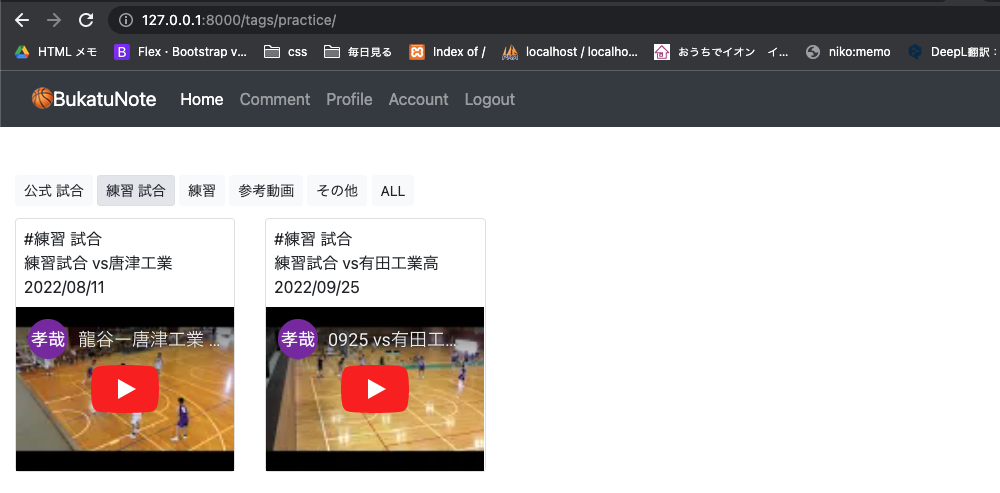 127.0.0.1:8000/tags/practice/
HTML メモ Flex・Bootstrap v... css 毎日見る Index of / localhost / localho... おうちでイオン イ... niko:memo DeepL翻訳:
BukatuNote Home Comment Profile Account Logout
公式 試合 練習 試合 練習 参考動画 その他 ALL
#練習 試合
練習試合 vs唐津工業
2022/08/11
孝哉 龍谷ー唐津工業 ...
#練習 試合
練習試合 vs有田工業高
2022/09/25
孝哉 0925 vs有田工...